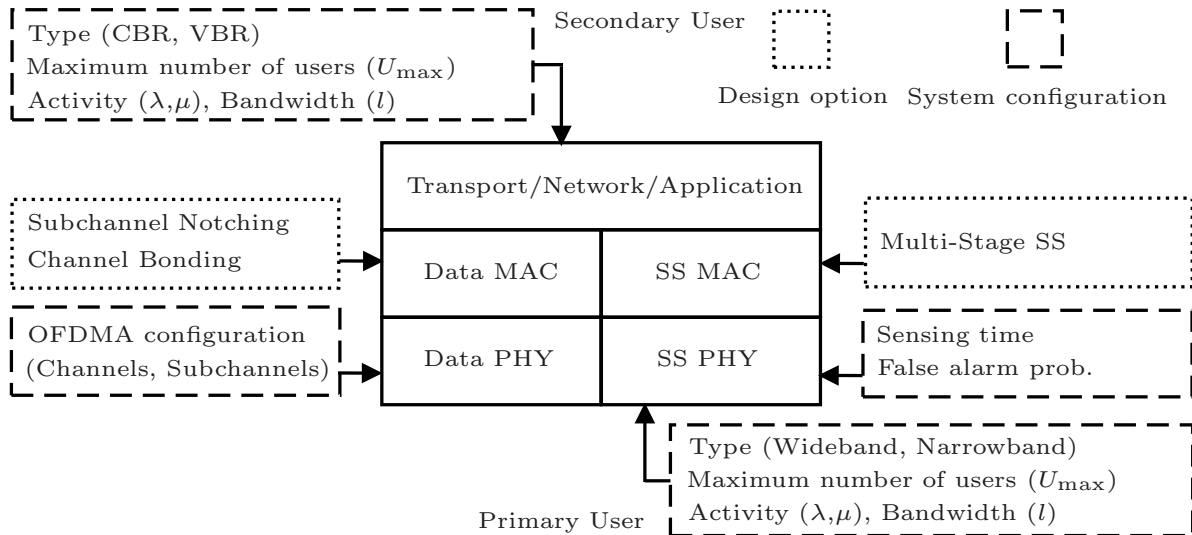 Type (CBR, VBR)
Maximum number of users (Umax)
Activity (λ,μ), Bandwidth (l)
Secondary User
Design option
System configuration
Transport/Network/Application
Subchannel Notching
Channel Bonding
Data MAC
SS MAC
Multi-Stage SS
OFDMA configuration
(Channels, Subchannels)
Data PHY
SS PHY
Sensing time
False alarm prob.
Type (Wideband, Narrowband)
Maximum number of users (Umax)
Activity (λ,μ), Bandwidth (l)
Primary User